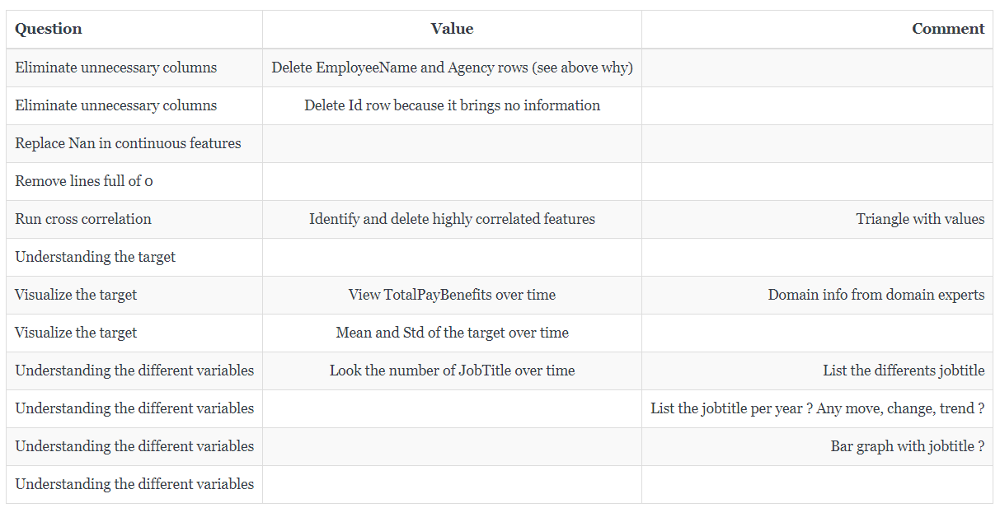 Question Value Comment
Eliminate unnecessary columns Delete EmployeeName and Agency rows (see above why)
Eliminate unnecessary columns Delete Id row because it brings no information
Replace Nan in continuous features
Remove lines full of 0
Run cross correlation Identify and delete highly correlated features Triangle with values
Understanding the target
Visualize the target View TotalPayBenefits over time Domain info from domain experts
Visualize the target Mean and Std of the target over time
Understanding the different variables Look the number of JobTitle over time List the differents jobtitle
Understanding the different variables List the jobtitle per year ? Any move, change, trend ?
Understanding the different variables Bar graph with jobtitle ?
Understanding the different variables